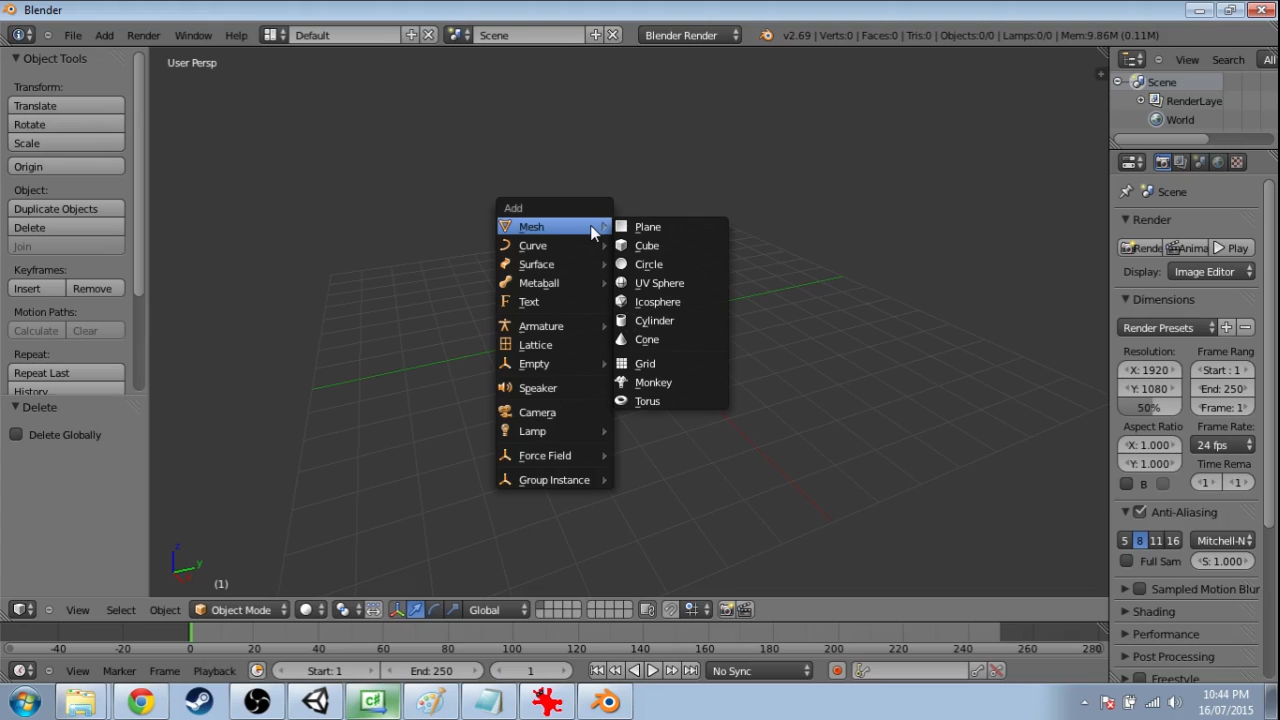 Blender
File Add Render Window Help Default Scene Blender Render v2.69 | Verts:0 | Faces:0 | Tris:0 | Objects:0/0 | Lamps:0/0 | Mem:9.86M (0.11M)
Object Tools
Transform:
Translate
Rotate
Scale
Origin
Object:
Duplicate Objects
Delete
Join
Keyframes:
Insert Remove
Motion Paths:
Calculate Clear
Repeat:
Repeat Last
History
Delete
Delete Globally
User Persp
Add
Mesh
Curve
Surface
Metaball
Text
Armature
Lattice
Empty
Speaker
Camera
Lamp
Force Field
Group Instance
Plane
Cube
Circle
UV Sphere
Icosphere
Cylinder
Cone
Grid
Monkey
Torus
z
y
(1)
View Search All
Scene
RenderLaye
World
Scene
Render
Rende Anima Play
Display: Image Editor
Dimensions
Render Presets
Resolution: Frame Rang
X: 1920 Start : 1
Y: 1080 End: 250
50% Frame: 1
Aspect Ratio Frame Rate:
X: 1.000 24 fps
Y: 1.000 Time Rema
B 1 1
Anti-Aliasing
5 8 11 16 Mitchell-N
Full Sam S: 1.000
Sampled Motion Blur
Shading
Performance
Post Processing
Freestyle
View Select Object Object Mode Global
-40 -20 0 20 40 60 80 100 120 140 160 180 200 220 240 260 280
View Marker Frame Playback Start: 1 End: 250 1 No Sync
10:44 PM
16/07/2015